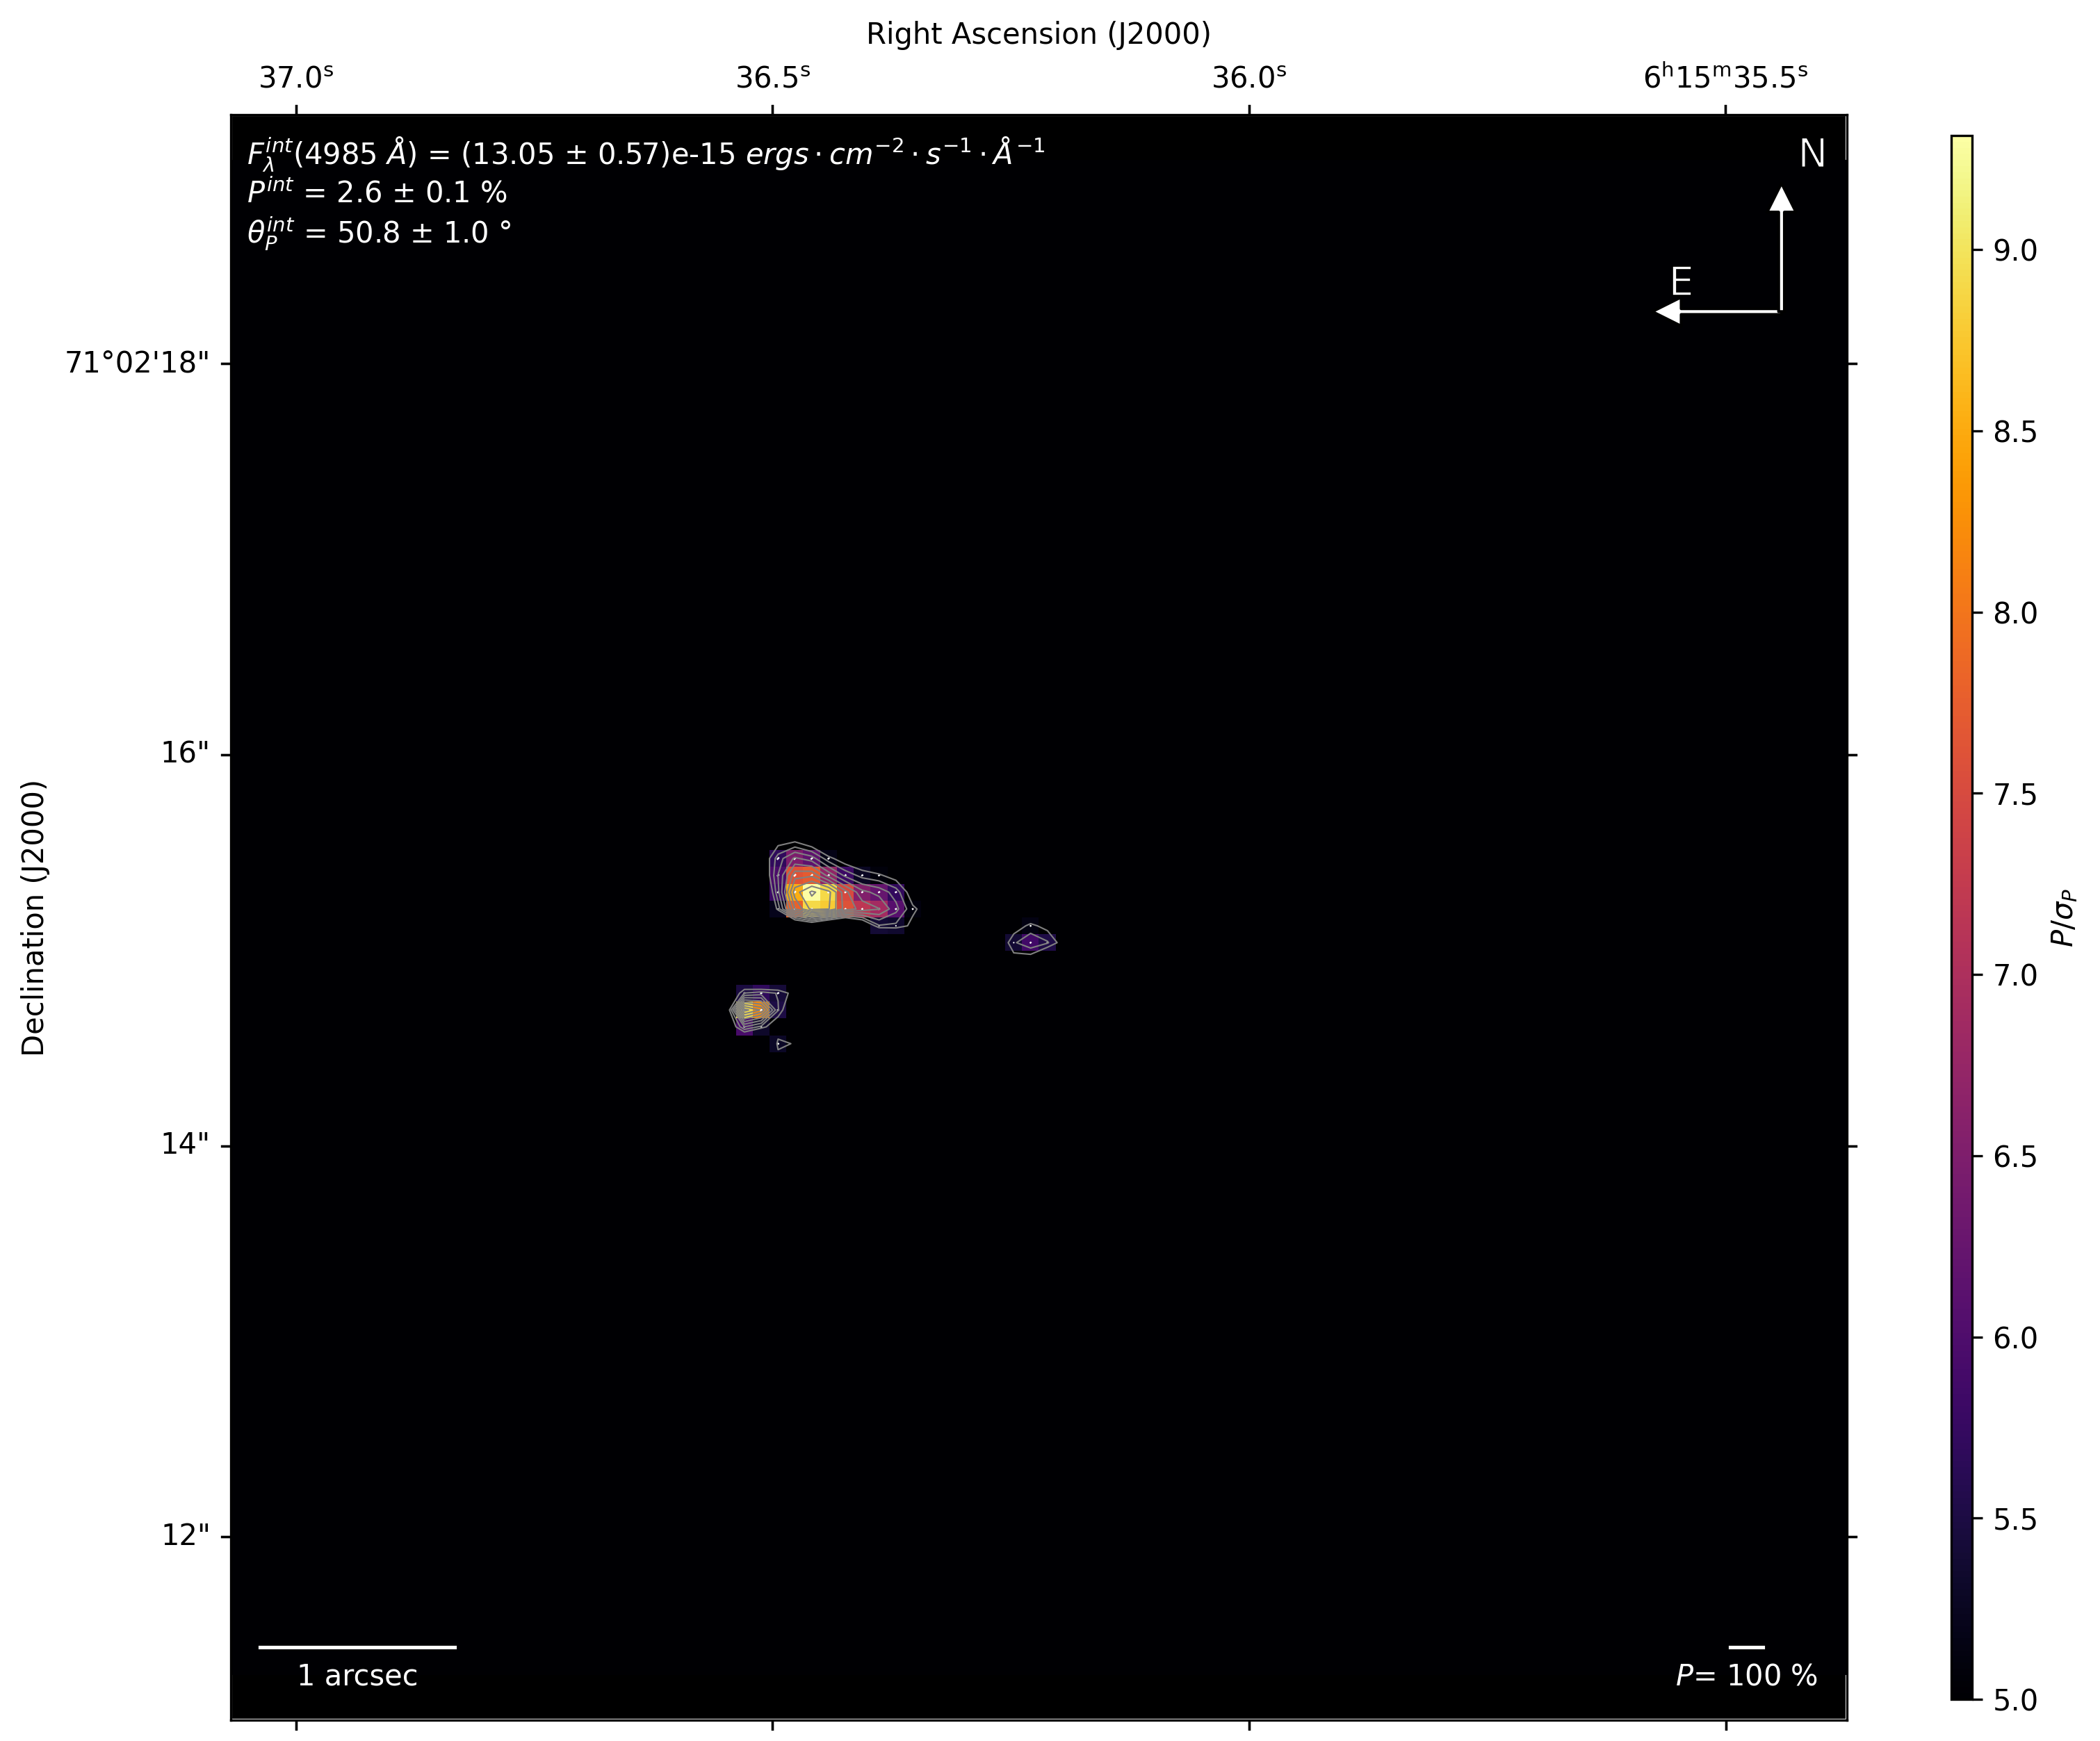 Right Ascension (J2000)
37.0ˢ 36.5ˢ 36.0ˢ 6ʰ15ᵐ35.5ˢ
F_λ^int(4985 Å) = (13.05 ± 0.57)e-15 ergs · cm⁻² · s⁻¹ · Å⁻¹
P^int = 2.6 ± 0.1 %
θ_P^int = 50.8 ± 1.0 °
N
E
71°02'18"
16"
14"
12"
Declination (J2000)
1 arcsec
P= 100 %
9.0
8.5
8.0
7.5
7.0
6.5
6.0
5.5
5.0
P/σ_P